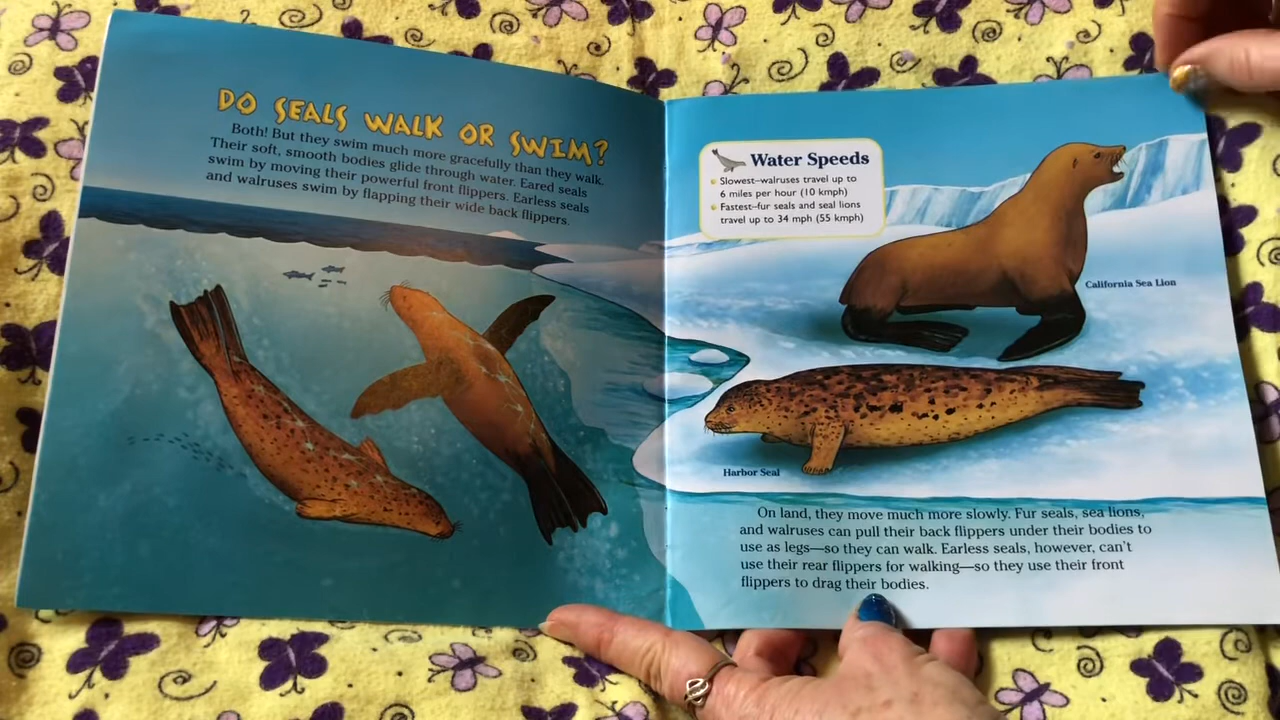 DO SEALS WALK OR SWIM?
Both! But they swim much more gracefully than they walk.
Their soft, smooth bodies glide through water. Eared seals
swim by moving their powerful front flippers. Earless seals
and walruses swim by flapping their wide back flippers.
Water Speeds
Slowest–walruses travel up to
6 miles per hour (10 kmph)
Fastest–fur seals and seal lions
travel up to 34 mph (55 kmph)
California Sea Lion
Harbor Seal
On land, they move much more slowly. Fur seals, sea lions,
and walruses can pull their back flippers under their bodies to
use as legs—so they can walk. Earless seals, however, can't
use their rear flippers for walking—so they use their front
flippers to drag their bodies.